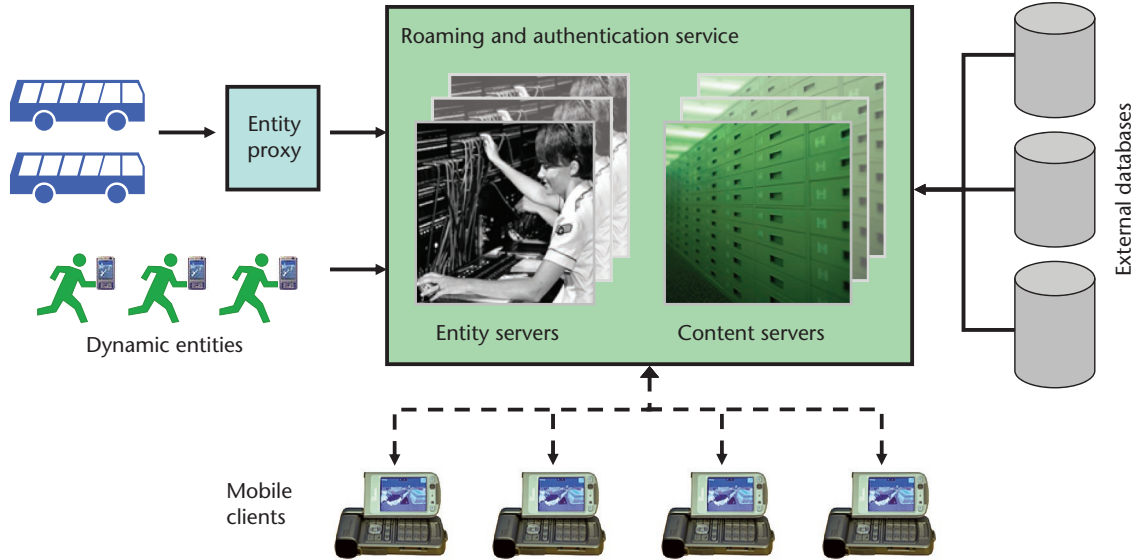 Roaming and authentication service
Entity
proxy
External databases
Entity servers
Content servers
Dynamic entities
Mobile
clients